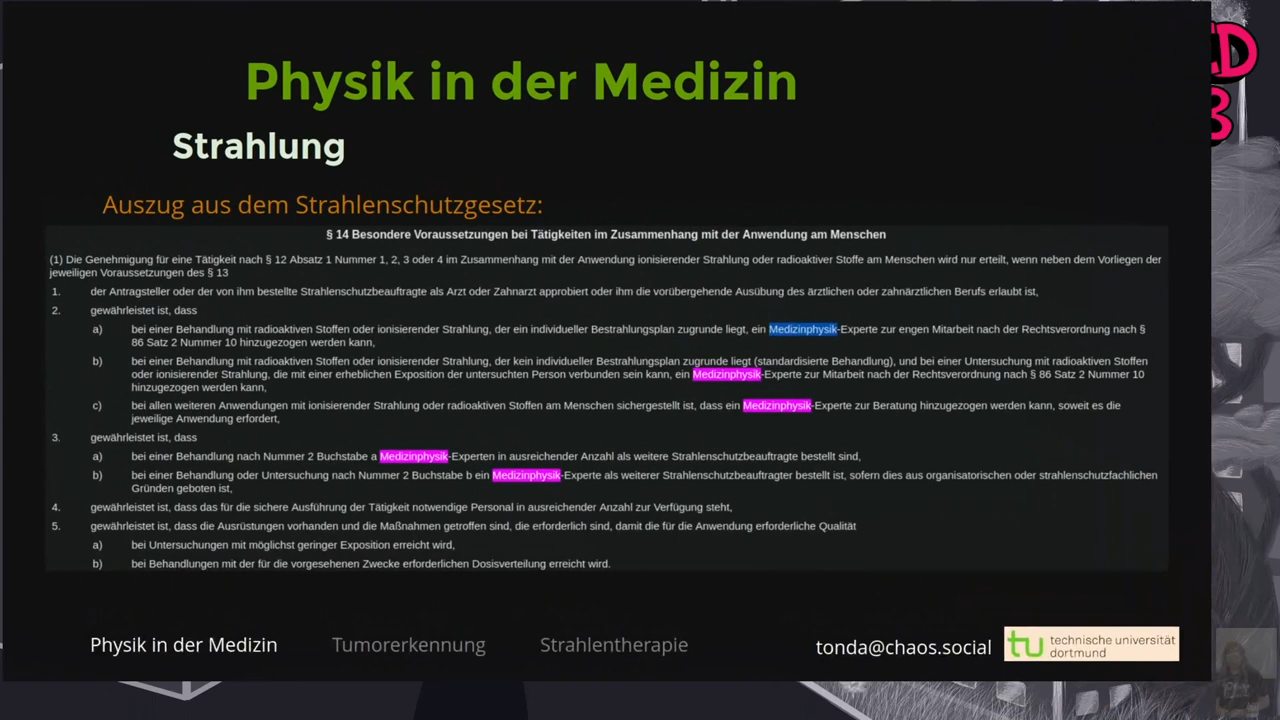 Physik in der Medizin
Strahlung
Auszug aus dem Strahlenschutzgesetz:
§ 14 Besondere Voraussetzungen bei Tätigkeiten im Zusammenhang mit der Anwendung am Menschen
(1) Die Genehmigung für eine Tätigkeit nach § 12 Absatz 1 Nummer 1, 2, 3 oder 4 im Zusammenhang mit der Anwendung ionisierender Strahlung oder radioaktiver Stoffe am Menschen wird nur erteilt, wenn neben dem Vorliegen der
jeweiligen Voraussetzungen des § 13
1. der Antragsteller oder der von ihm bestellte Strahlenschutzbeauftragte als Arzt oder Zahnarzt approbiert oder ihm die vorübergehende Ausübung des ärztlichen oder zahnärztlichen Berufs erlaubt ist,
2. gewährleistet ist, dass
a) bei einer Behandlung mit radioaktiven Stoffen oder ionisierender Strahlung, der ein individueller Bestrahlungsplan zugrunde liegt, ein Medizinphysik-Experte zur engen Mitarbeit nach der Rechtsverordnung nach §
86 Satz 2 Nummer 10 hinzugezogen werden kann,
b) bei einer Behandlung mit radioaktiven Stoffen oder ionisierender Strahlung, der kein individueller Bestrahlungsplan zugrunde liegt (standardisierte Behandlung), und bei einer Untersuchung mit radioaktiven Stoffen
oder ionisierender Strahlung, die mit einer erheblichen Exposition der untersuchten Person verbunden sein kann, ein Medizinphysik-Experte zur Mitarbeit nach der Rechtsverordnung nach § 86 Satz 2 Nummer 10
hinzugezogen werden kann,
c) bei allen weiteren Anwendungen mit ionisierender Strahlung oder radioaktiven Stoffen am Menschen sichergestellt ist, dass ein Medizinphysik-Experte zur Beratung hinzugezogen werden kann, soweit es die
jeweilige Anwendung erfordert,
3. gewährleistet ist, dass
a) bei einer Behandlung nach Nummer 2 Buchstabe a Medizinphysik-Experten in ausreichender Anzahl als weitere Strahlenschutzbeauftragte bestellt sind,
b) bei einer Behandlung oder Untersuchung nach Nummer 2 Buchstabe b ein Medizinphysik-Experte als weiterer Strahlenschutzbeauftragter bestellt ist, sofern dies aus organisatorischen oder strahlenschutzfachlichen
Gründen geboten ist,
4. gewährleistet ist, dass das für die sichere Ausführung der Tätigkeit notwendige Personal in ausreichender Anzahl zur Verfügung steht,
5. gewährleistet ist, dass die Ausrüstungen vorhanden und die Maßnahmen getroffen sind, die erforderlich sind, damit die für die Anwendung erforderliche Qualität
a) bei Untersuchungen mit möglichst geringer Exposition erreicht wird,
b) bei Behandlungen mit der für die vorgesehenen Zwecke erforderlichen Dosisverteilung erreicht wird.
Physik in der Medizin Tumorerkennung Strahlentherapie tonda@chaos.social
tu technische universität
dortmund